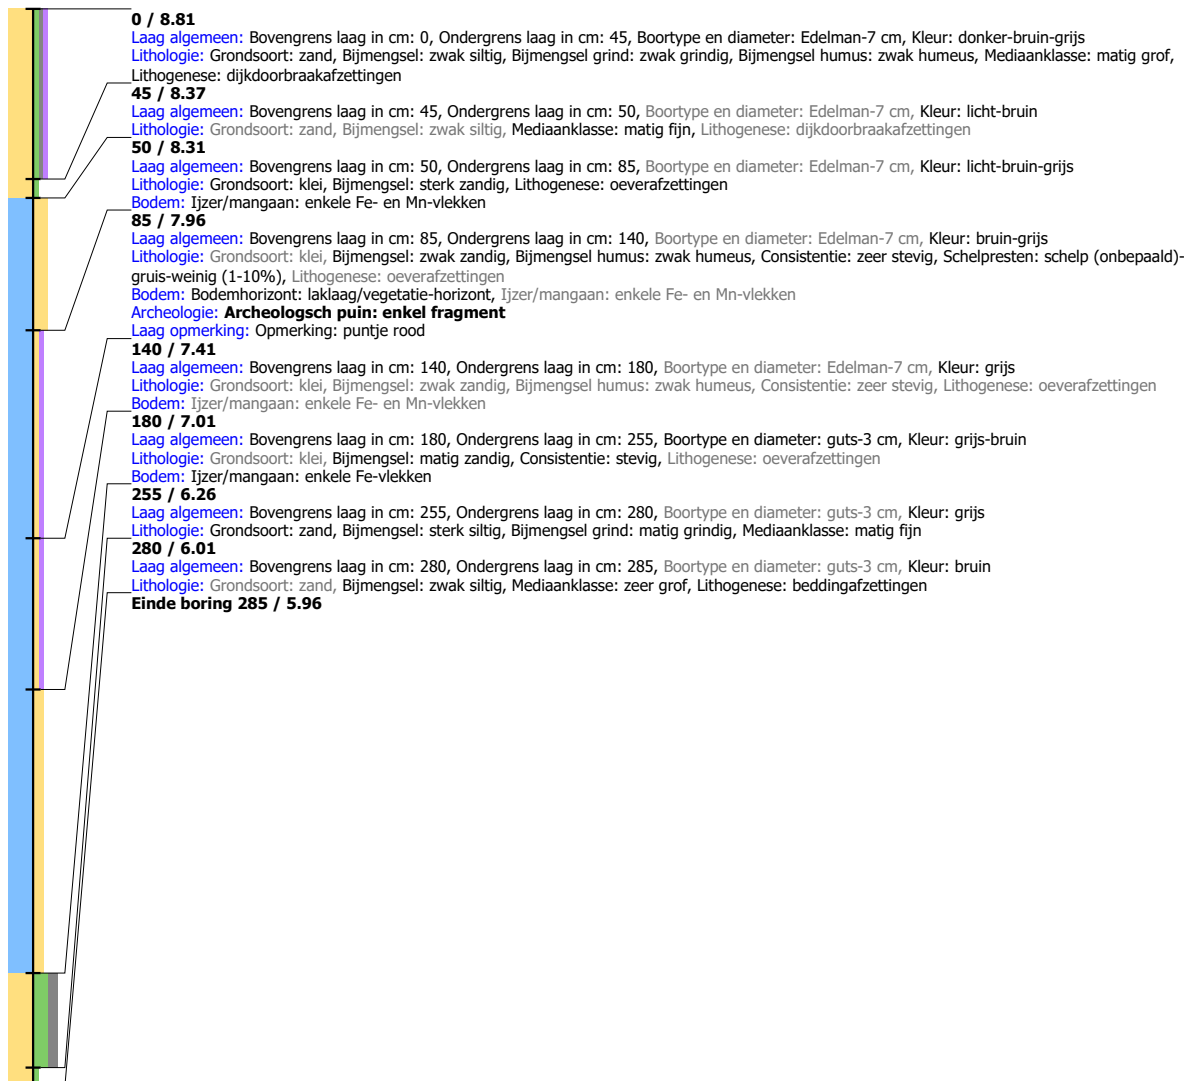 0 / 8.81
Laag algemeen: Bovengrens laag in cm: 0, Ondergrens laag in cm: 45, Boortype en diameter: Edelman-7 cm, Kleur: donker-bruin-grijs
Lithologie: Grondsoort: zand, Bijmengsel: zwak siltig, Bijmengsel grind: zwak grindig, Bijmengsel humus: zwak humeus, Mediaanklasse: matig grof,
Lithogenese: dijkdoorbraakafzettingen
45 / 8.37
Laag algemeen: Bovengrens laag in cm: 45, Ondergrens laag in cm: 50, Boortype en diameter: Edelman-7 cm, Kleur: licht-bruin
Lithologie: Grondsoort: zand, Bijmengsel: zwak siltig, Mediaanklasse: matig fijn, Lithogenese: dijkdoorbraakafzettingen
50 / 8.31
Laag algemeen: Bovengrens laag in cm: 50, Ondergrens laag in cm: 85, Boortype en diameter: Edelman-7 cm, Kleur: licht-bruin-grijs
Lithologie: Grondsoort: klei, Bijmengsel: sterk zandig, Lithogenese: oeverafzettingen
Bodem: Ijzer/mangaan: enkele Fe- en Mn-vlekken
85 / 7.96
Laag algemeen: Bovengrens laag in cm: 85, Ondergrens laag in cm: 140, Boortype en diameter: Edelman-7 cm, Kleur: bruin-grijs
Lithologie: Grondsoort: klei, Bijmengsel: zwak zandig, Bijmengsel humus: zwak humeus, Consistentie: zeer stevig, Schelpresten: schelp (onbepaald)-
gruis-weinig (1-10%), Lithogenese: oeverafzettingen
Bodem: Bodemhorizont: laklaag/vegetatie-horizont, Ijzer/mangaan: enkele Fe- en Mn-vlekken
Archeologie: Archeologsch puin: enkel fragment
Laag opmerking: Opmerking: puntje rood
140 / 7.41
Laag algemeen: Bovengrens laag in cm: 140, Ondergrens laag in cm: 180, Boortype en diameter: Edelman-7 cm, Kleur: grijs
Lithologie: Grondsoort: klei, Bijmengsel: zwak zandig, Bijmengsel humus: zwak humeus, Consistentie: zeer stevig, Lithogenese: oeverafzettingen
Bodem: Ijzer/mangaan: enkele Fe- en Mn-vlekken
180 / 7.01
Laag algemeen: Bovengrens laag in cm: 180, Ondergrens laag in cm: 255, Boortype en diameter: guts-3 cm, Kleur: grijs-bruin
Lithologie: Grondsoort: klei, Bijmengsel: matig zandig, Consistentie: stevig, Lithogenese: oeverafzettingen
Bodem: Ijzer/mangaan: enkele Fe-vlekken
255 / 6.26
Laag algemeen: Bovengrens laag in cm: 255, Ondergrens laag in cm: 280, Boortype en diameter: guts-3 cm, Kleur: grijs
Lithologie: Grondsoort: zand, Bijmengsel: sterk siltig, Bijmengsel grind: matig grindig, Mediaanklasse: matig fijn
280 / 6.01
Laag algemeen: Bovengrens laag in cm: 280, Ondergrens laag in cm: 285, Boortype en diameter: guts-3 cm, Kleur: bruin
Lithologie: Grondsoort: zand, Bijmengsel: zwak siltig, Mediaanklasse: zeer grof, Lithogenese: beddingafzettingen
Einde boring 285 / 5.96